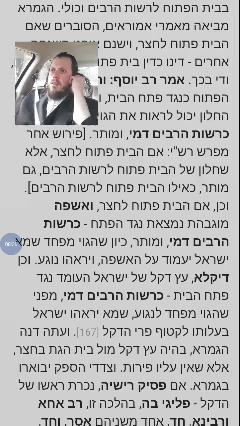 בבית הפתוח לרשות הרבים וכולי. הגמרא
מביאה מאמרי אמוראים, הסוברים שאם
בבית פתוח לחצר, וישנם
אחרים - דינו כדין בית פתו
ודי בכך. אמר רב יוסף:
הפתוח כנגד פתח הבית,
החלון יכול לראות את הגוי
כרשות הרבים דמי, ומותר. [פירוש אחר
מפרש רש"י: אם הבית פתוח לחצר, אלא
שחלון של הבית פתוח לרשות הרבים, גם
מותר, כאילו הבית פתוח לרשות הרבים].
וכן, אם הבית פתוח לחצר, ואשפה
מוגבהת נמצאת נגד הפתח - כרשות
הרבים דמי, ומותר, כיון שהגוי מפחד שמא
ישראל יעמוד על האשפה, ויראהו נוגע. וכן
דיקלא, עץ דקל של ישראל העומד נגד
פתח הבית - כרשות הרבים דמי, מפני
שהגוי מפחד לנגוע, שמא יראהו ישראל
בעלותו לקטוף פרי הדקל [167]. ועתה דנה
הגמרא, בהיה עץ דקל מול בית הגת בחצר,
אלא שאין עליו פירות. וצדדי הספק יבוארו
בגמרא. אם פסיק רישיה, נכרת ראשו של
הדקל - פליגי בה, בהלכה זו, רב אחא
ורבינא. חד, אחד משניהם אסר, וחד,